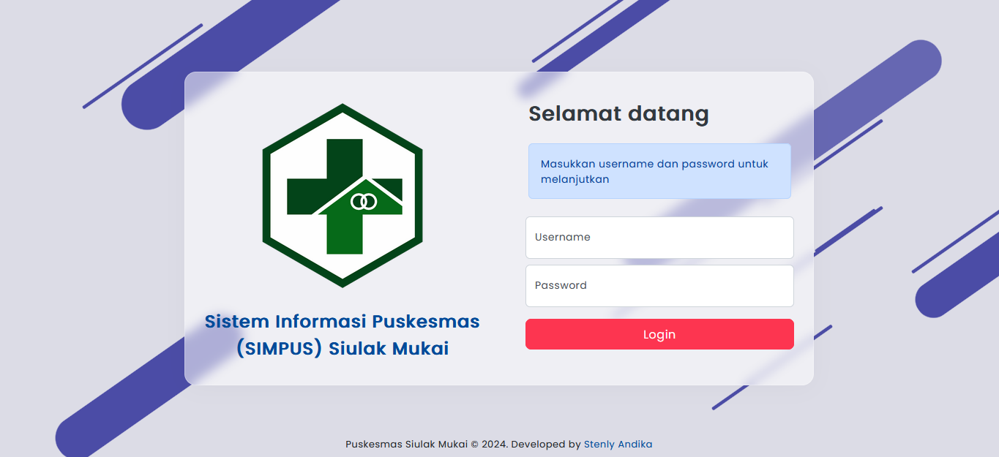 Sistem Informasi Puskesmas
(SIMPUS) Siulak Mukai
Selamat datang
Masukkan username dan password untuk
melanjutkan
Username
Password
Login
Puskesmas Siulak Mukai © 2024. Developed by Stenly Andika